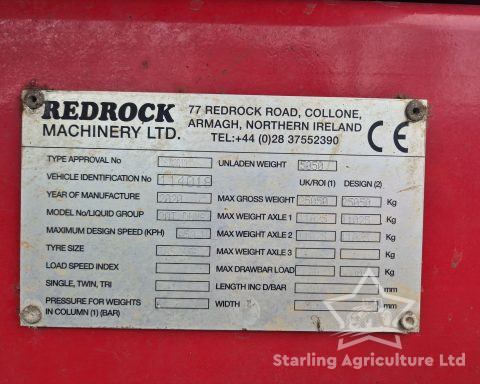 REDROCK
MACHINERY LTD.
77 REDROCK ROAD, COLLONE,
ARMAGH, NORTHERN IRELAND
TEL:+44 (0)28 37552390
CE
TYPE APPROVAL No
UNLADEN WEIGHT
VEHICLE IDENTIFICATION No
UK/ROI (1) DESIGN (2)
YEAR OF MANUFACTURE 2020
MAX GROSS WEIGHT Kg
MODEL No/LIQUID GROUP
MAX WEIGHT AXLE 1 Kg
MAXIMUM DESIGN SPEED (KPH)
MAX WEIGHT AXLE 2 Kg
TYRE SIZE
MAX WEIGHT AXLE 3 Kg
LOAD SPEED INDEX
MAX DRAWBAR LOAD Kg
SINGLE, TWIN, TRI
LENGTH INC D/BAR mm
PRESSURE FOR WEIGHTS
IN COLUMN (1) (BAR)
WIDTH mm
Starling Agriculture Ltd